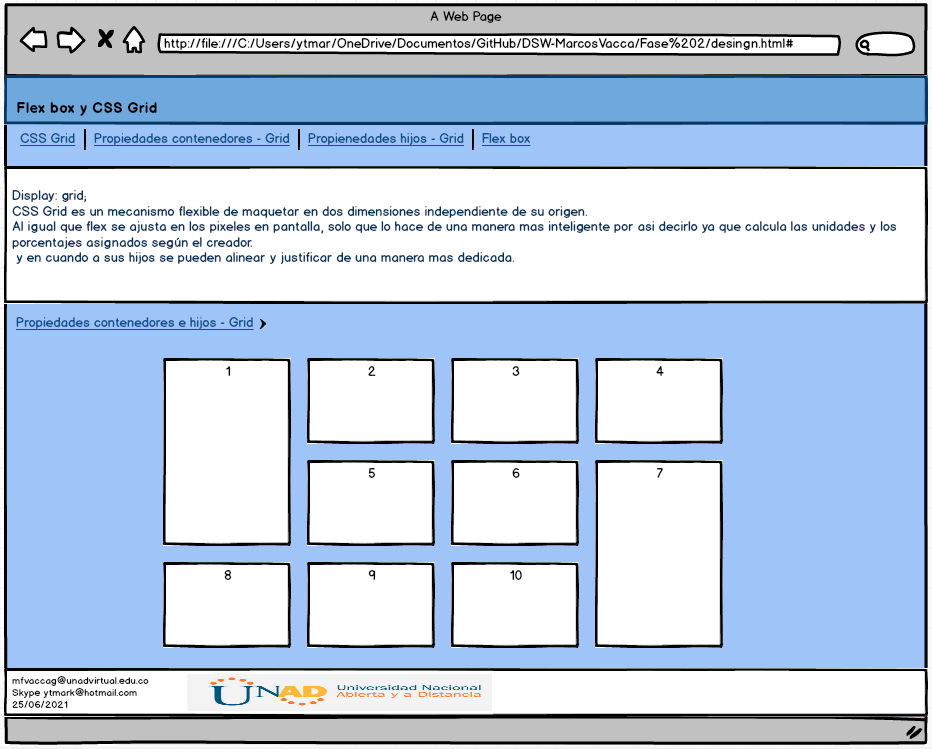 A Web Page
http://file:///C:/Users/ytmar/OneDrive/Documentos/GitHub/DSW-MarcosVacca/Fase%202/desingn.html#
Flex box y CSS Grid
CSS Grid | Propiedades contenedores - Grid | Propienedades hijos - Grid | Flex box
Display: grid;
CSS Grid es un mecanismo flexible de maquetar en dos dimensiones independiente de su origen.
Al igual que flex se ajusta en los pixeles en pantalla, solo que lo hace de una manera mas inteligente por asi decirlo ya que calcula las unidades y los
porcentajes asignados según el creador.
y en cuando a sus hijos se pueden alinear y justificar de una manera mas dedicada.
Propiedades contenedores e hijos - Grid
1 2 3 4
5 6 7
8 9 10
mfvaccag@unadvirtual.edu.co
Skype ytmark@hotmail.com
25/06/2021
UNAD
Universidad Nacional
Abierta y a Distancia